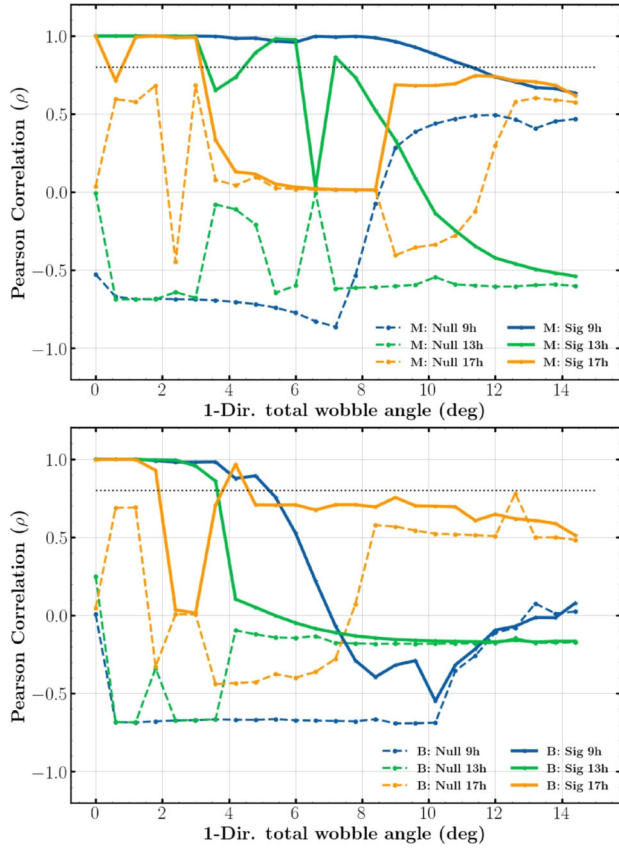 1.0
0.5
0.0
−0.5
−1.0
Pearson Correlation (ρ)
M: Null 9h M: Sig 9h
M: Null 13h M: Sig 13h
M: Null 17h M: Sig 17h
0 2 4 6 8 10 12 14
1-Dir. total wobble angle (deg)
1.0
0.5
0.0
−0.5
−1.0
Pearson Correlation (ρ)
B: Null 9h B: Sig 9h
B: Null 13h B: Sig 13h
B: Null 17h B: Sig 17h
0 2 4 6 8 10 12 14
1-Dir. total wobble angle (deg)